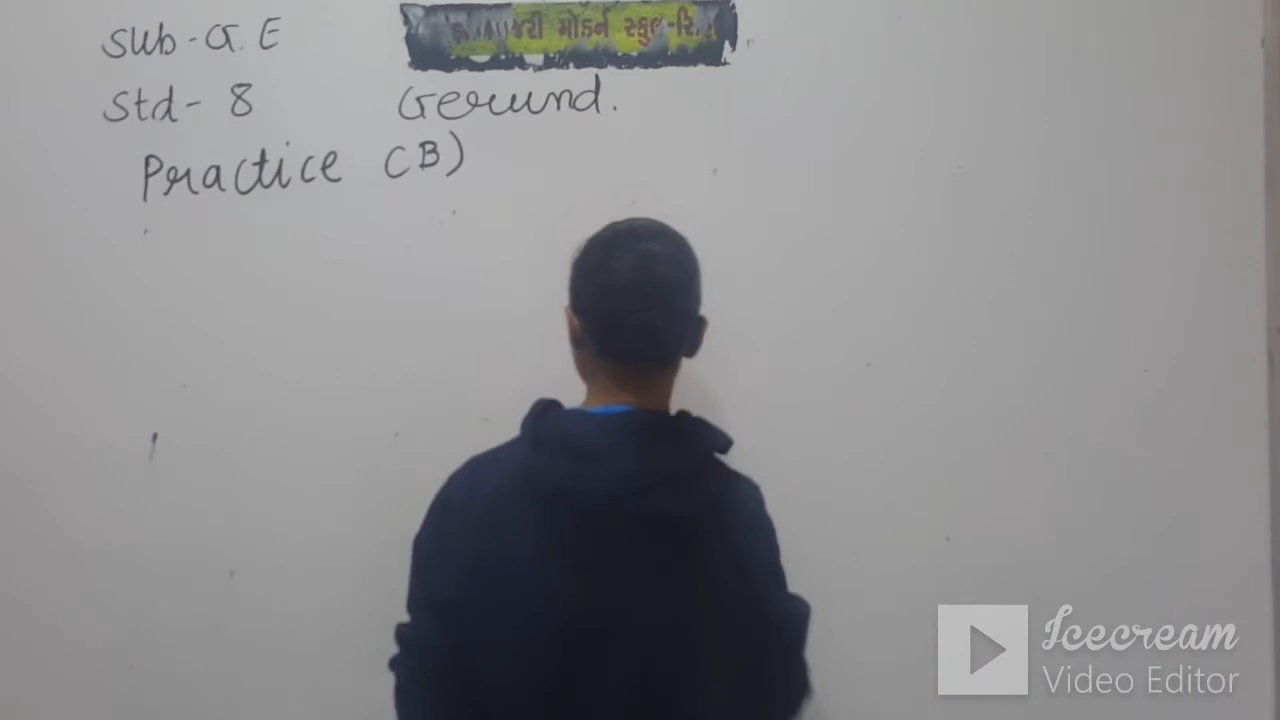 Sub - G. E
મોડર્ન સ્કુલ-
Std - 8
Gerund.
Practice (B)
Icecream
Video Editor